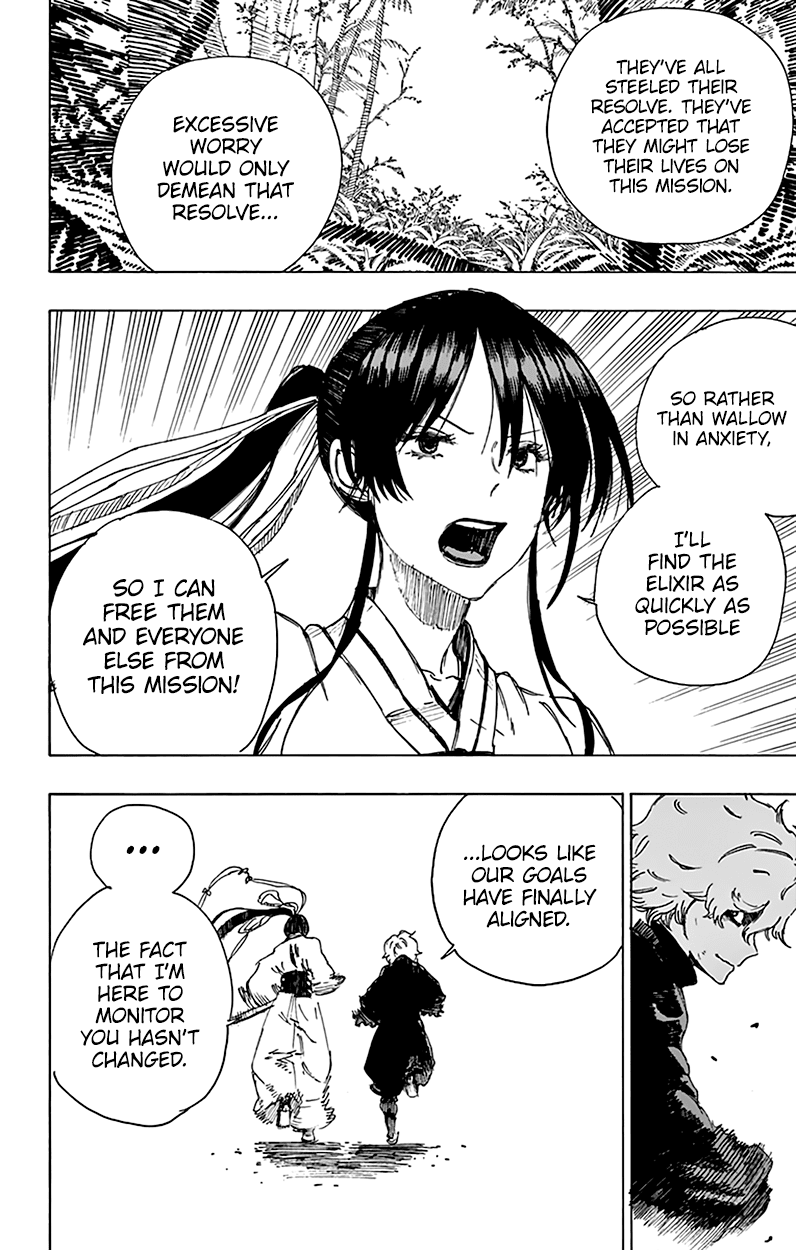 THEY'VE ALL
STEELED THEIR
RESOLVE. THEY'VE
ACCEPTED THAT
THEY MIGHT LOSE
THEIR LIVES ON
THIS MISSION.
EXCESSIVE
WORRY
WOULD ONLY
DEMEAN THAT
RESOLVE...
SO RATHER
THAN WALLOW
IN ANXIETY,
I'LL
FIND THE
ELIXIR AS
QUICKLY AS
POSSIBLE
SO I CAN
FREE THEM
AND EVERYONE
ELSE FROM
THIS MISSION!
...LOOKS LIKE
OUR GOALS
HAVE FINALLY
ALIGNED.
...
THE FACT
THAT I'M
HERE TO
MONITOR
YOU HASN'T
CHANGED.